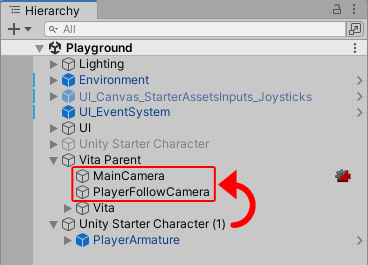 Hierarchy
All
Playground
Lighting
Environment
UI_Canvas_StarterAssetsInputs_Joysticks
UI_EventSystem
UI
Unity Starter Character
Vita Parent
MainCamera
PlayerFollowCamera
Vita
Unity Starter Character (1)
PlayerArmature